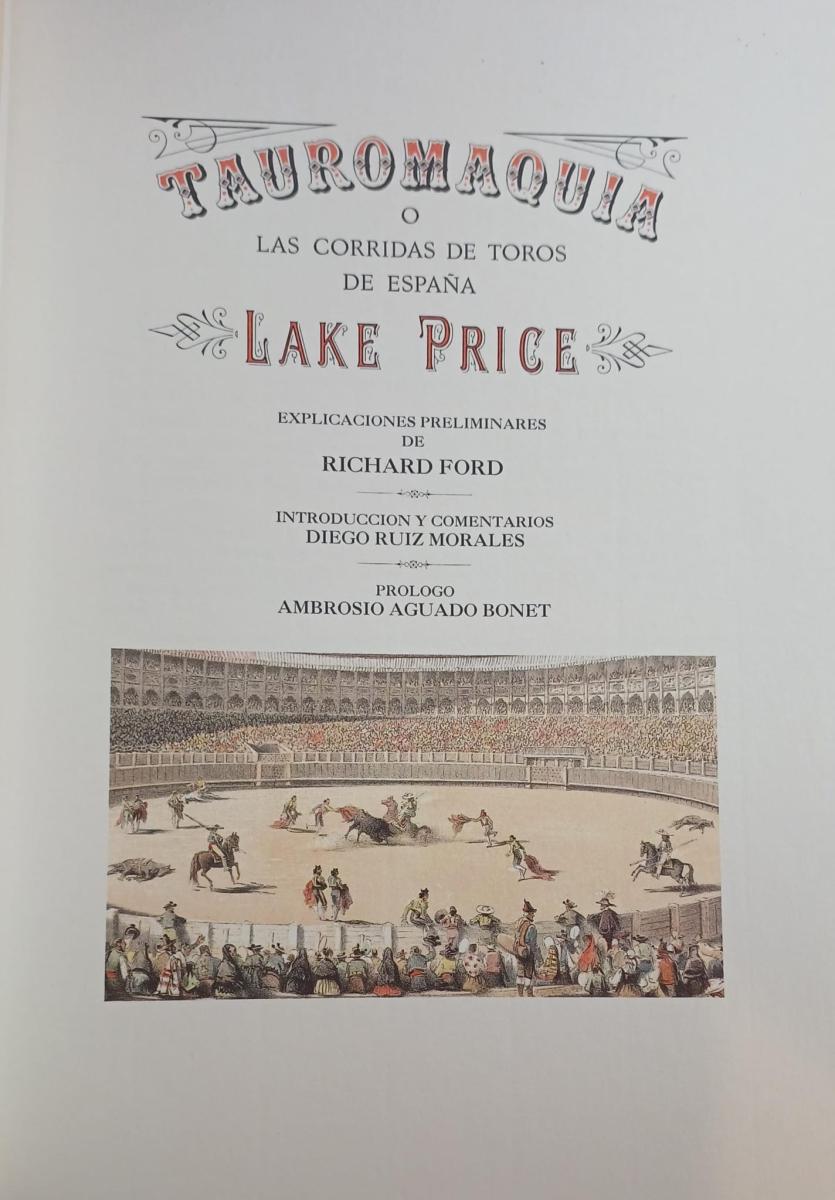 TAUROMAQUIA
O
LAS CORRIDAS DE TOROS
DE ESPAÑA
LAKE PRICE
EXPLICACIONES PRELIMINARES
DE
RICHARD FORD
INTRODUCCION Y COMENTARIOS
DIEGO RUIZ MORALES
PROLOGO
AMBROSIO AGUADO BONET